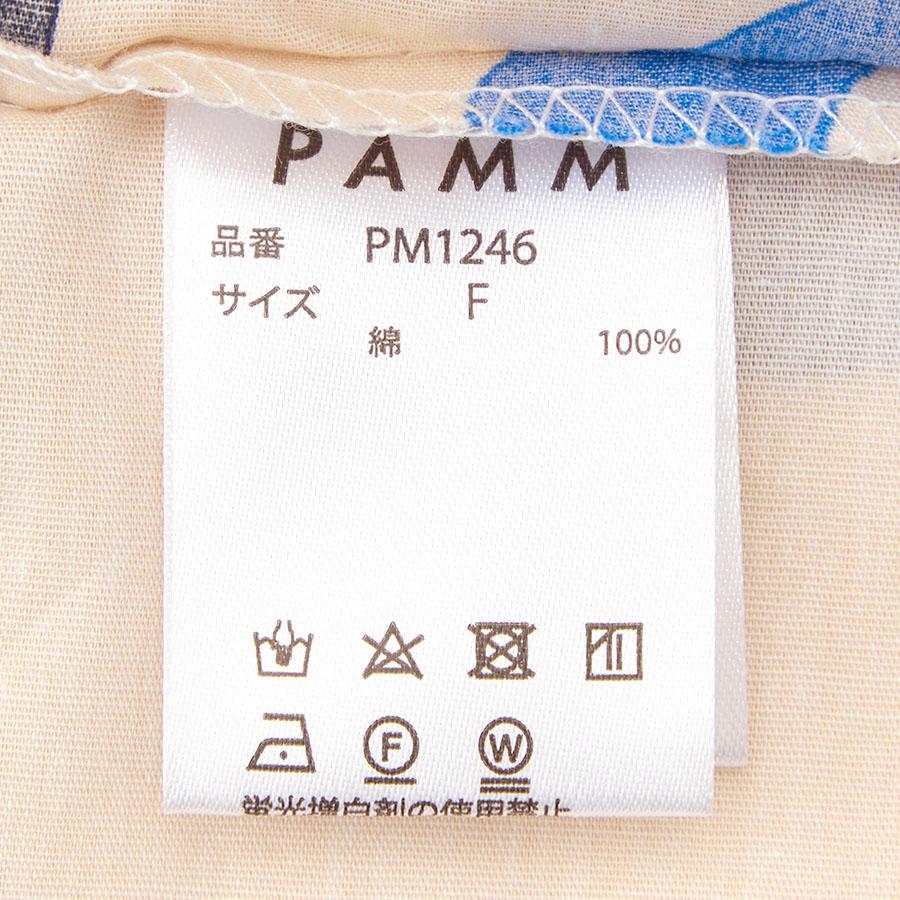 PAMM
品番 PM1246
サイズ F
綿 100%
F W
蛍光増白剤の使用禁止